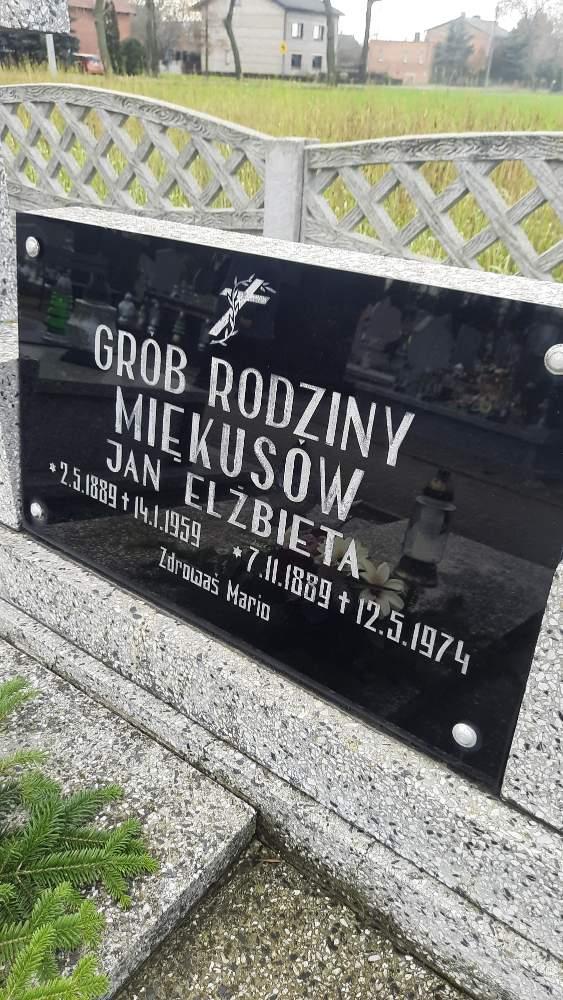 GRÓB RODZINY
MIĘKUSÓW
JAN ELŻBIETA
*2.5.1889 † 14.1.1959 *7.11.1889 † 12.5.1974
Zdrowaś Mario